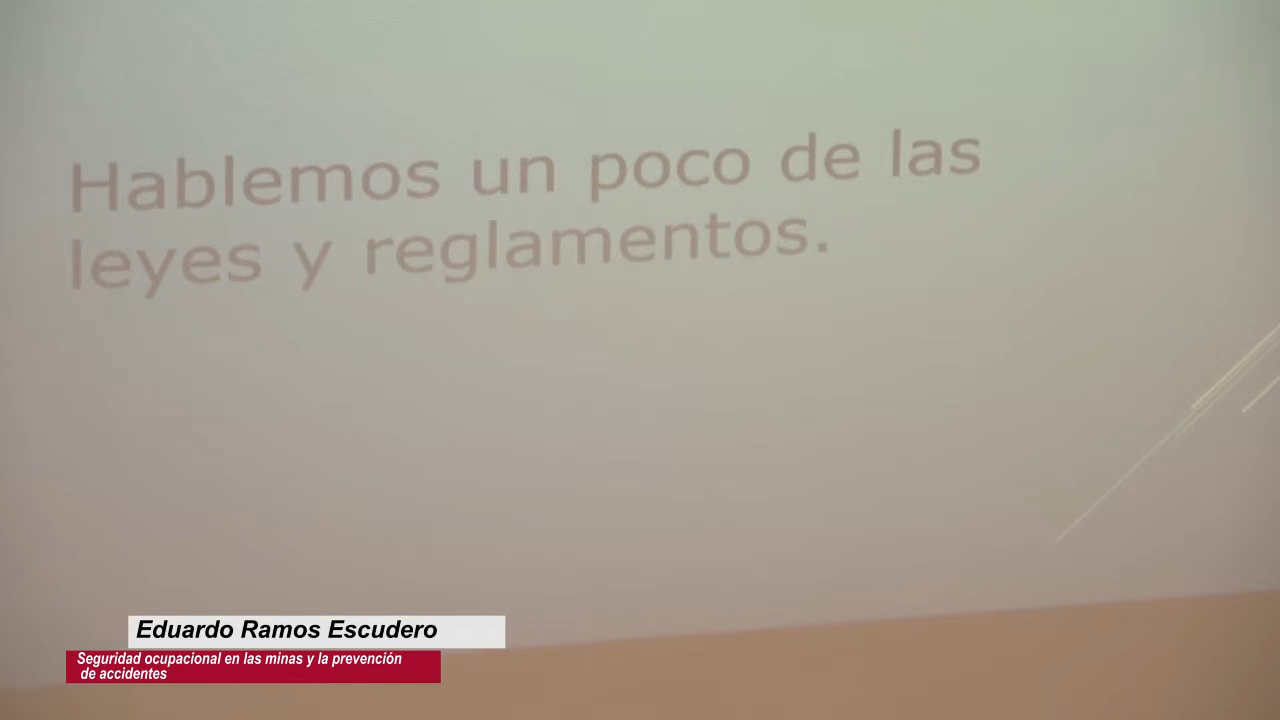 Hablemos un poco de las
leyes y reglamentos.
Eduardo Ramos Escudero
Seguridad ocupacional en las minas y la prevención
de accidentes